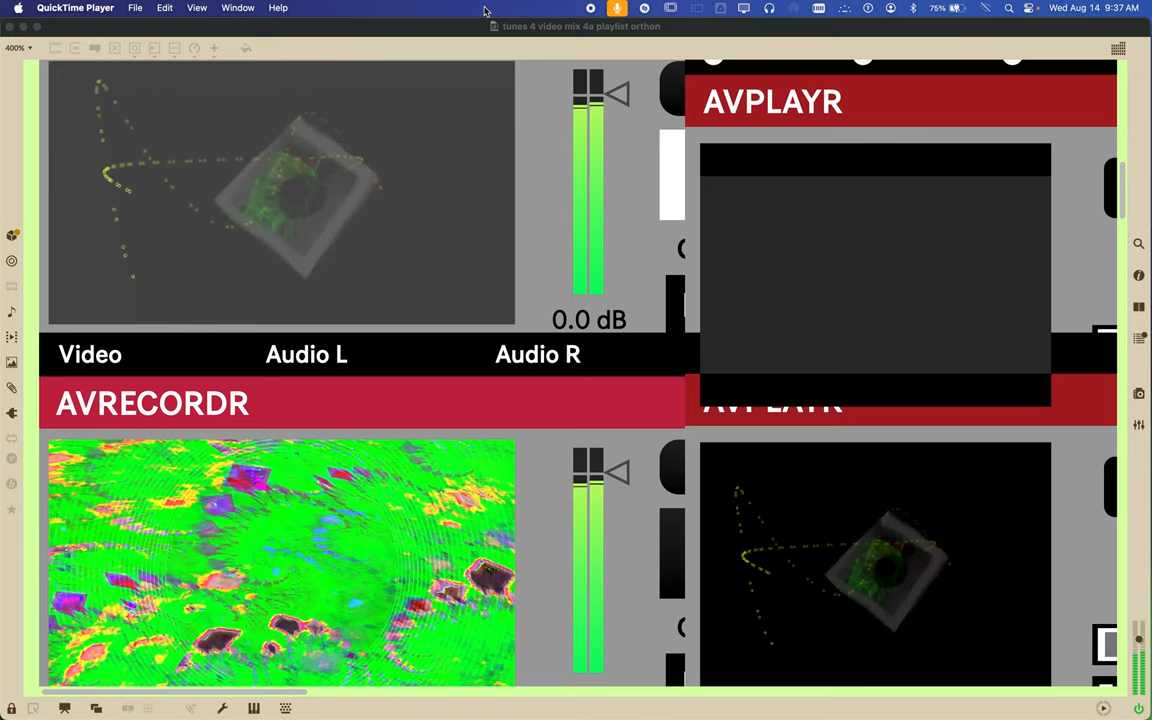 QuickTime Player File Edit View Window Help 75% Wed Aug 14 9:37 AM
tunes 4 video mix 4a playlist orthon
400%
AVPLAYR
0.0 dB
Video Audio L Audio R
AVRECORDR